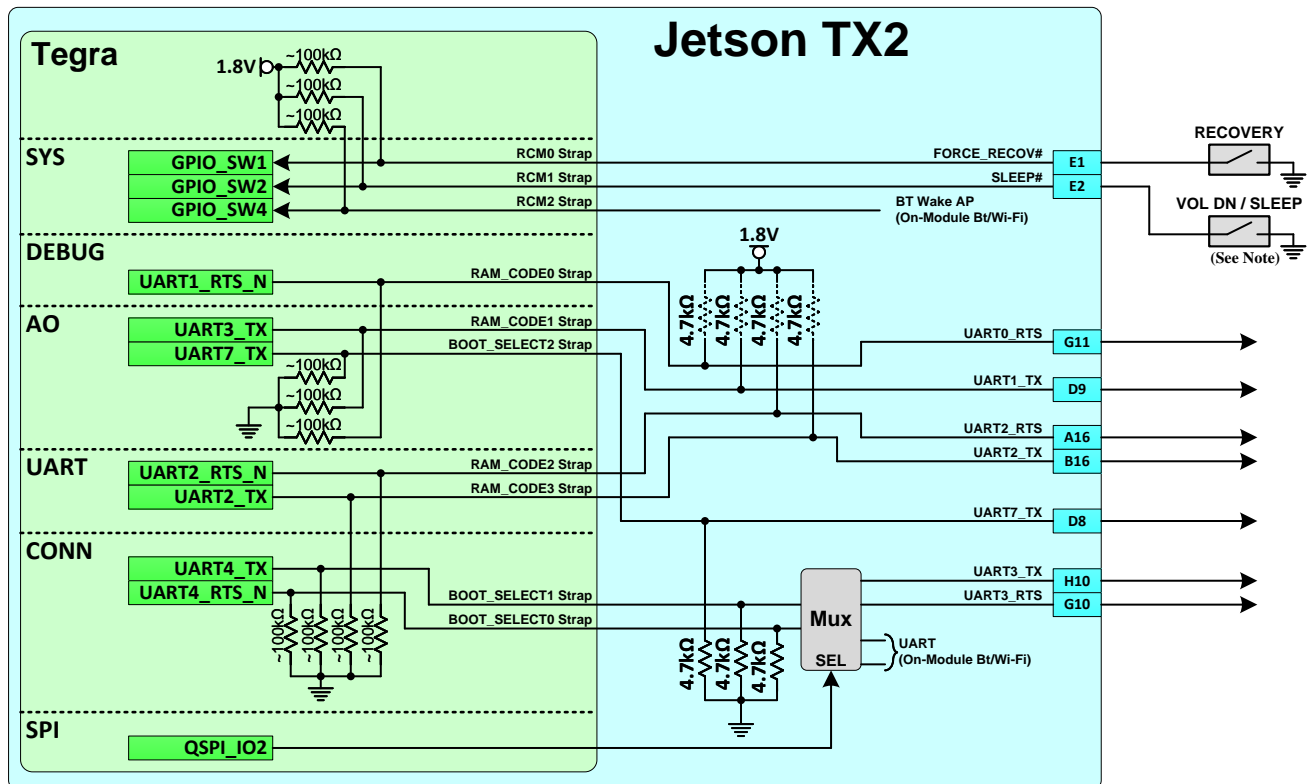 Jetson TX2
Tegra
~100kΩ
1.8V
~100kΩ
~100kΩ
SYS
GPIO_SW1
RCM0 Strap
FORCE_RECOV#
E1
RECOVERY
GPIO_SW2
RCM1 Strap
SLEEP#
E2
GPIO_SW4
RCM2 Strap
BT Wake AP
(On-Module Bt/Wi-Fi)
VOL DN / SLEEP
(See Note)
DEBUG
1.8V
UART1_RTS_N
RAM_CODE0 Strap
4.7kΩ
4.7kΩ
4.7kΩ
4.7kΩ
AO
UART3_TX
RAM_CODE1 Strap
UART7_TX
BOOT_SELECT2 Strap
UART0_RTS
G11
~100kΩ
~100kΩ
~100kΩ
UART1_TX
D9
UART2_RTS
A16
UART2_TX
B16
UART
UART2_RTS_N
RAM_CODE2 Strap
UART2_TX
RAM_CODE3 Strap
UART7_TX
D8
CONN
UART4_TX
UART4_RTS_N
BOOT_SELECT1 Strap
BOOT_SELECT0 Strap
~100kΩ
~100kΩ
~100kΩ
~100kΩ
4.7kΩ
4.7kΩ
4.7kΩ
Mux
SEL
UART3_TX
H10
UART3_RTS
G10
UART
(On-Module Bt/Wi-Fi)
SPI
QSPI_IO2